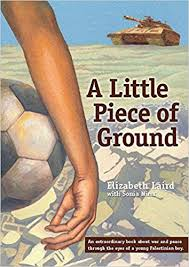 A Little Piece
of Ground
Elizabeth Laird
with Sonia Nimr
An extraordinary book about war and peace
through the eyes of a young Palestinian boy.